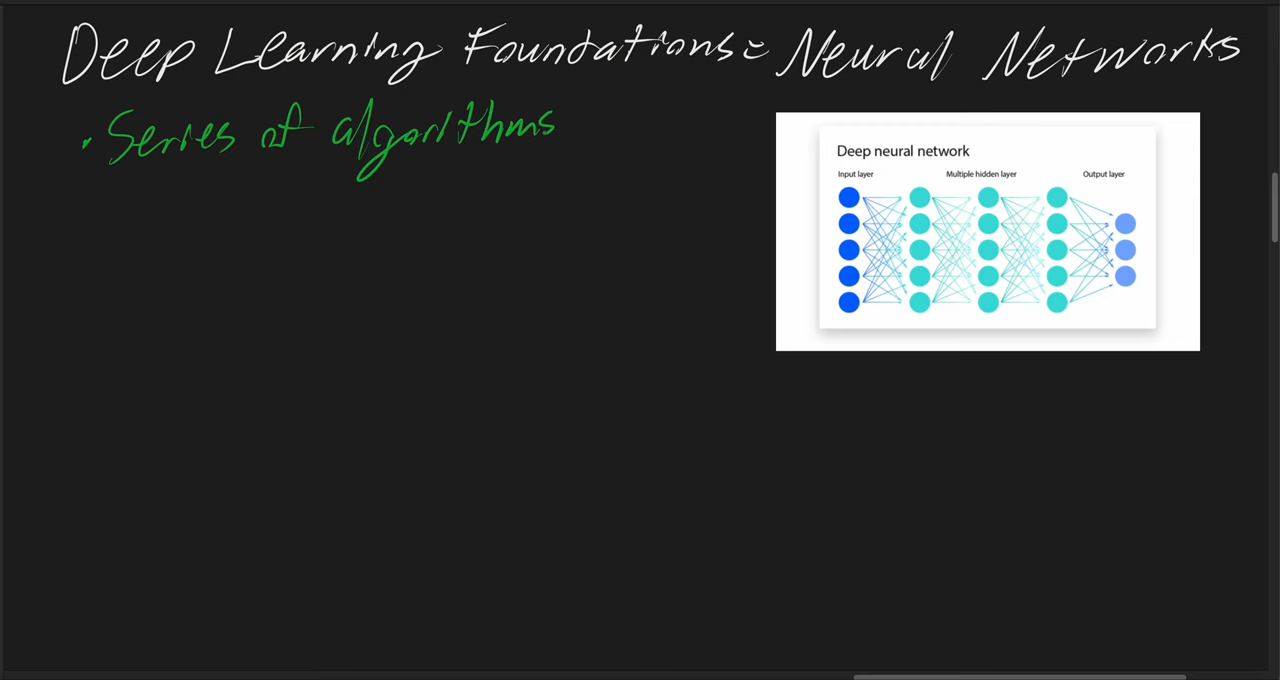 Deep Learning Foundations = Neural Networks
• Series of algorithms
Deep neural network
Input layer Multiple hidden layer Output layer